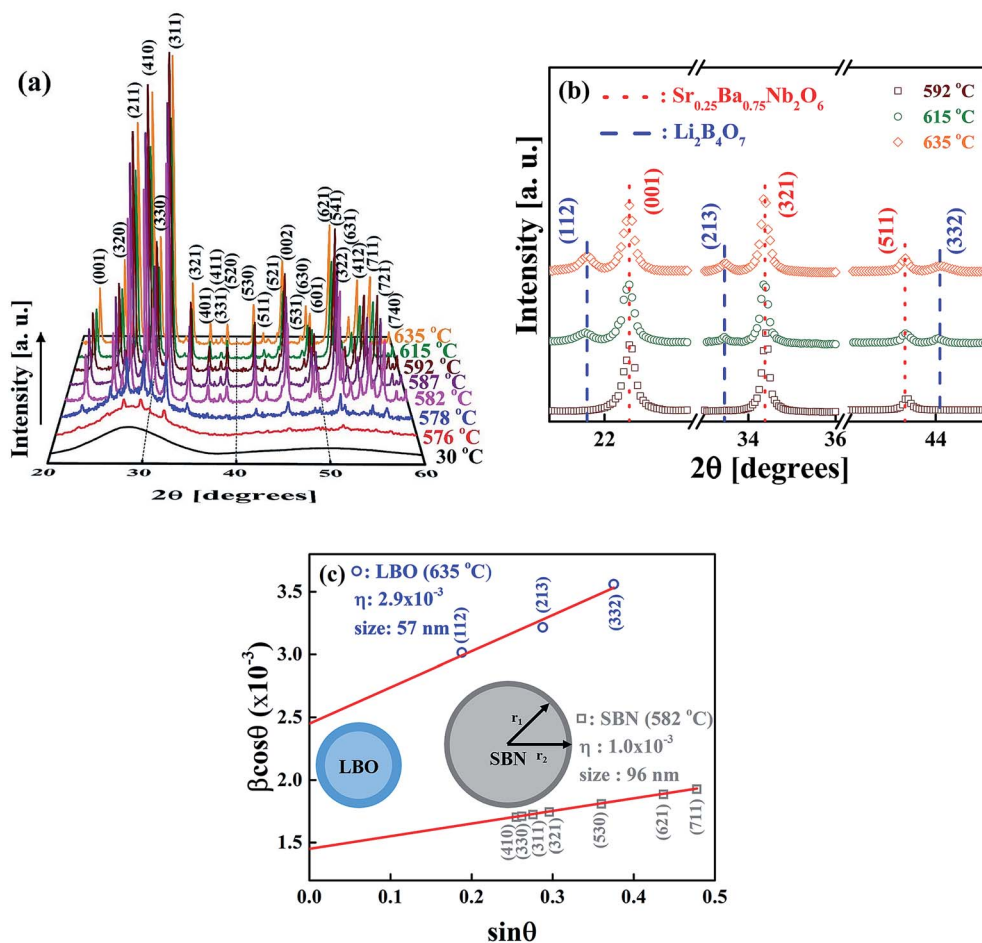 (a)
(001)
(320)
(211)
(410)
(330)
(311)
(321)
(401)
(331)
(411)
(520)
(530)
(511)
(521)
(002)
(531)
(630)
(601)
(621)
(541)
(322)
(631)
(412)
(711)
(721)
(740)
635 °C
615 °C
592 °C
587 °C
582 °C
578 °C
576 °C
30 °C
Intensity [a. u.]
20 30 40 50 60
2θ [degrees]
(b)
: Sr0.25Ba0.75Nb2O6
: Li2B4O7
592 °C
615 °C
635 °C
(112)
(001)
(213)
(321)
(511)
(332)
Intensity [a. u.]
22 34 36 44
2θ [degrees]
(c)
: LBO (635 °C)
η: 2.9x10-3
size: 57 nm
(112)
(213)
(332)
LBO
r1
r2
SBN
: SBN (582 °C)
η : 1.0x10-3
size : 96 nm
(410)
(330)
(311)
(321)
(530)
(621)
(711)
βcosθ (x10-3)
3.5
3.0
2.5
2.0
1.5
0.0 0.1 0.2 0.3 0.4 0.5
sinθ